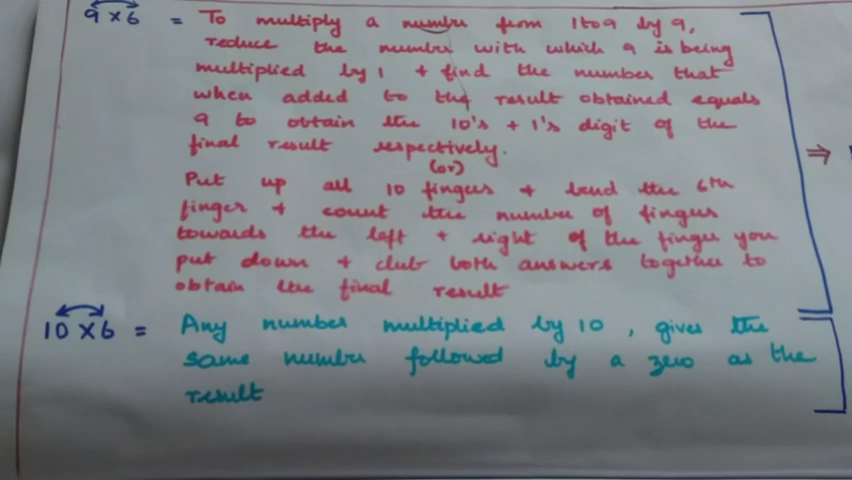 9 x 6 = To multiply a number from 1 to 9 by 9,
reduce the number with which 9 is being
multiplied by 1 + find the number that
when added to the result obtained equals
9 to obtain the 10's + 1's digit of the
final result respectively.
(or)
Put up all 10 fingers + bend the 6th
finger + count the number of fingers
towards the left + right of the finger you
put down + club both answers together to
obtain the final result
⇒
10 x 6 = Any number multiplied by 10, gives the
same number followed by a zero as the
result